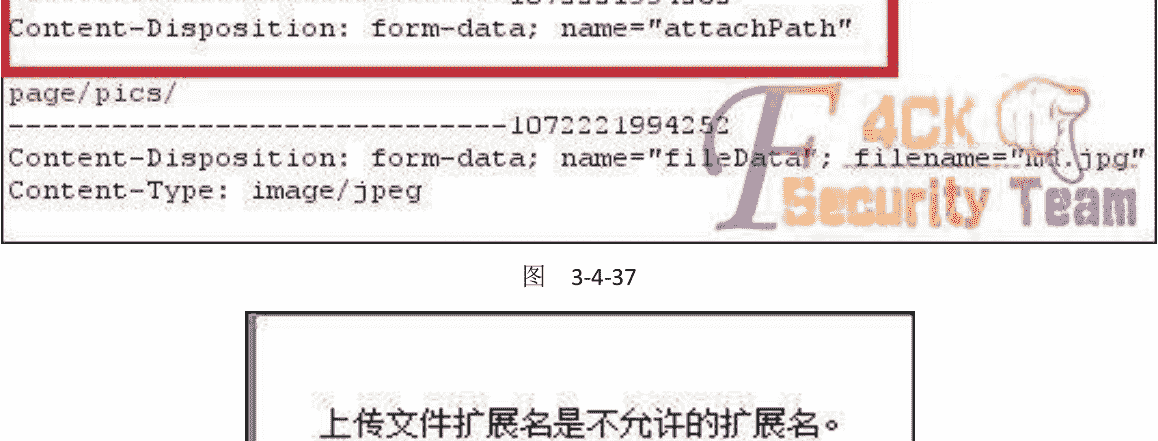 Content-Disposition: form-data; name="attachPath"
page/pics/
-----------------------------1072221994252
Content-Disposition: form-data; name="fileData"; filename="md.jpg"
Content-Type: image/jpeg
F4CK
Security Team
图 3-4-37
上传文件扩展名是不允许的扩展名。